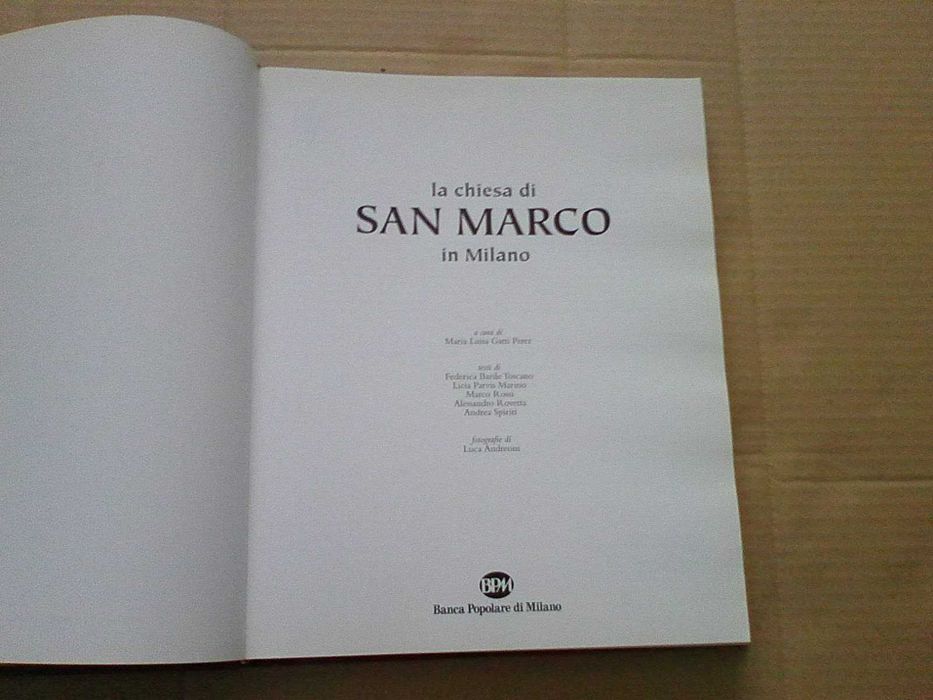 la chiesa di
SAN MARCO
in Milano
a cura di
Maria Luisa Gatti Perer
testi di
Federica Barile Toscano
Licia Parvis Marino
Marco Rossi
Alessandro Rovetta
Andrea Spiriti
fotografie di
Luca Andreoni
BPM
Banca Popolare di Milano